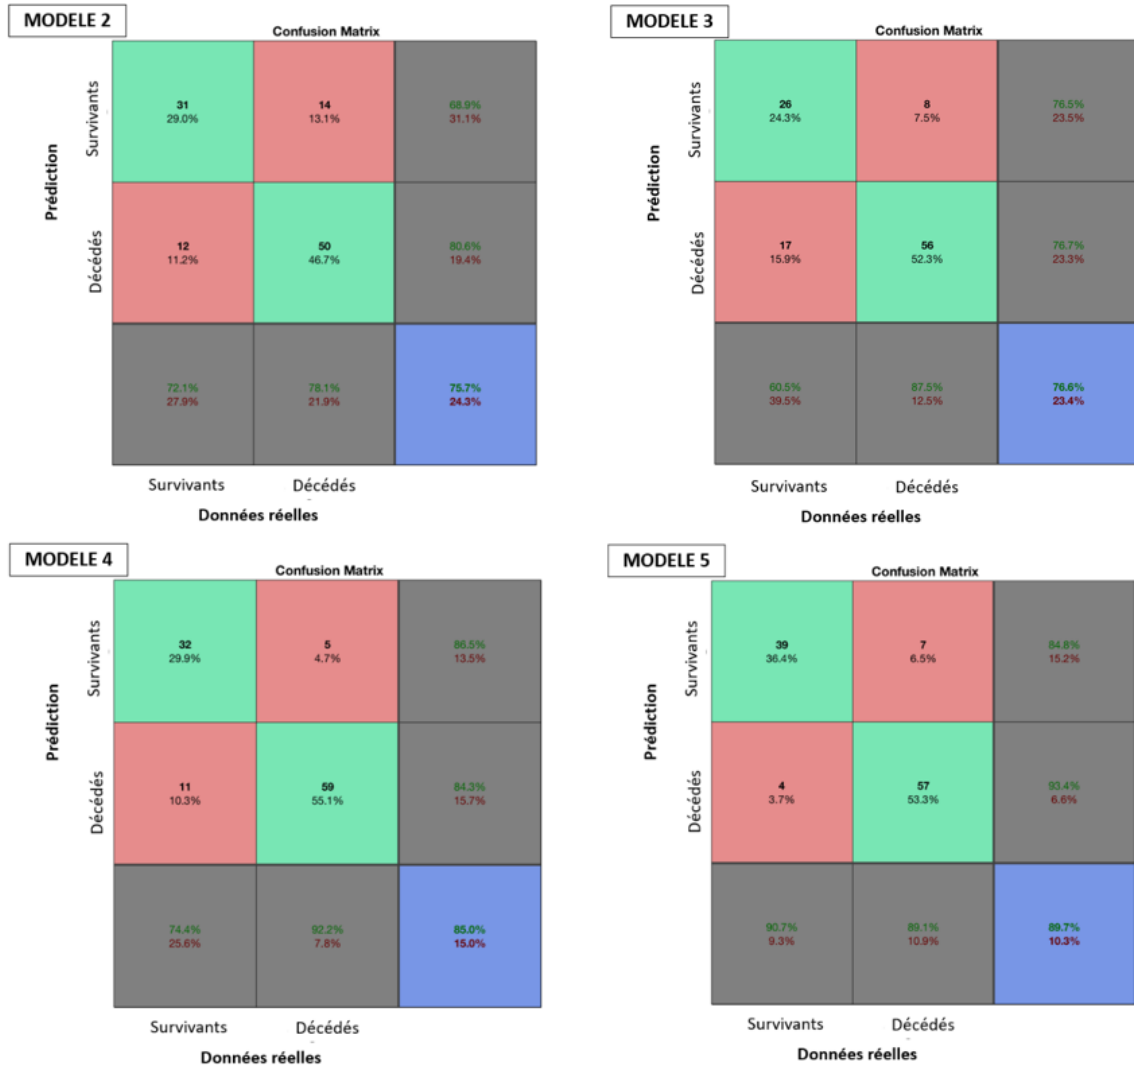 MODELE 2
Confusion Matrix
Prédiction
Survivants
Décédés
31
29.0%
14
13.1%
68.9%
31.1%
12
11.2%
50
46.7%
80.6%
19.4%
72.1%
27.9%
78.1%
21.9%
75.7%
24.3%
Survivants
Décédés
Données réelles
MODELE 3
Confusion Matrix
Prédiction
Survivants
Décédés
26
24.3%
8
7.5%
76.5%
23.5%
17
15.9%
56
52.3%
76.7%
23.3%
60.5%
39.5%
87.5%
12.5%
76.6%
23.4%
Survivants
Décédés
Données réelles
MODELE 4
Confusion Matrix
Prédiction
Survivants
Décédés
32
29.9%
5
4.7%
86.5%
13.5%
11
10.3%
59
55.1%
84.3%
15.7%
74.4%
25.6%
92.2%
7.8%
85.0%
15.0%
Survivants
Décédés
Données réelles
MODELE 5
Confusion Matrix
Prédiction
Survivants
Décédés
39
36.4%
7
6.5%
84.8%
15.2%
4
3.7%
57
53.3%
93.4%
6.6%
90.7%
9.3%
89.1%
10.9%
89.7%
10.3%
Survivants
Décédés
Données réelles